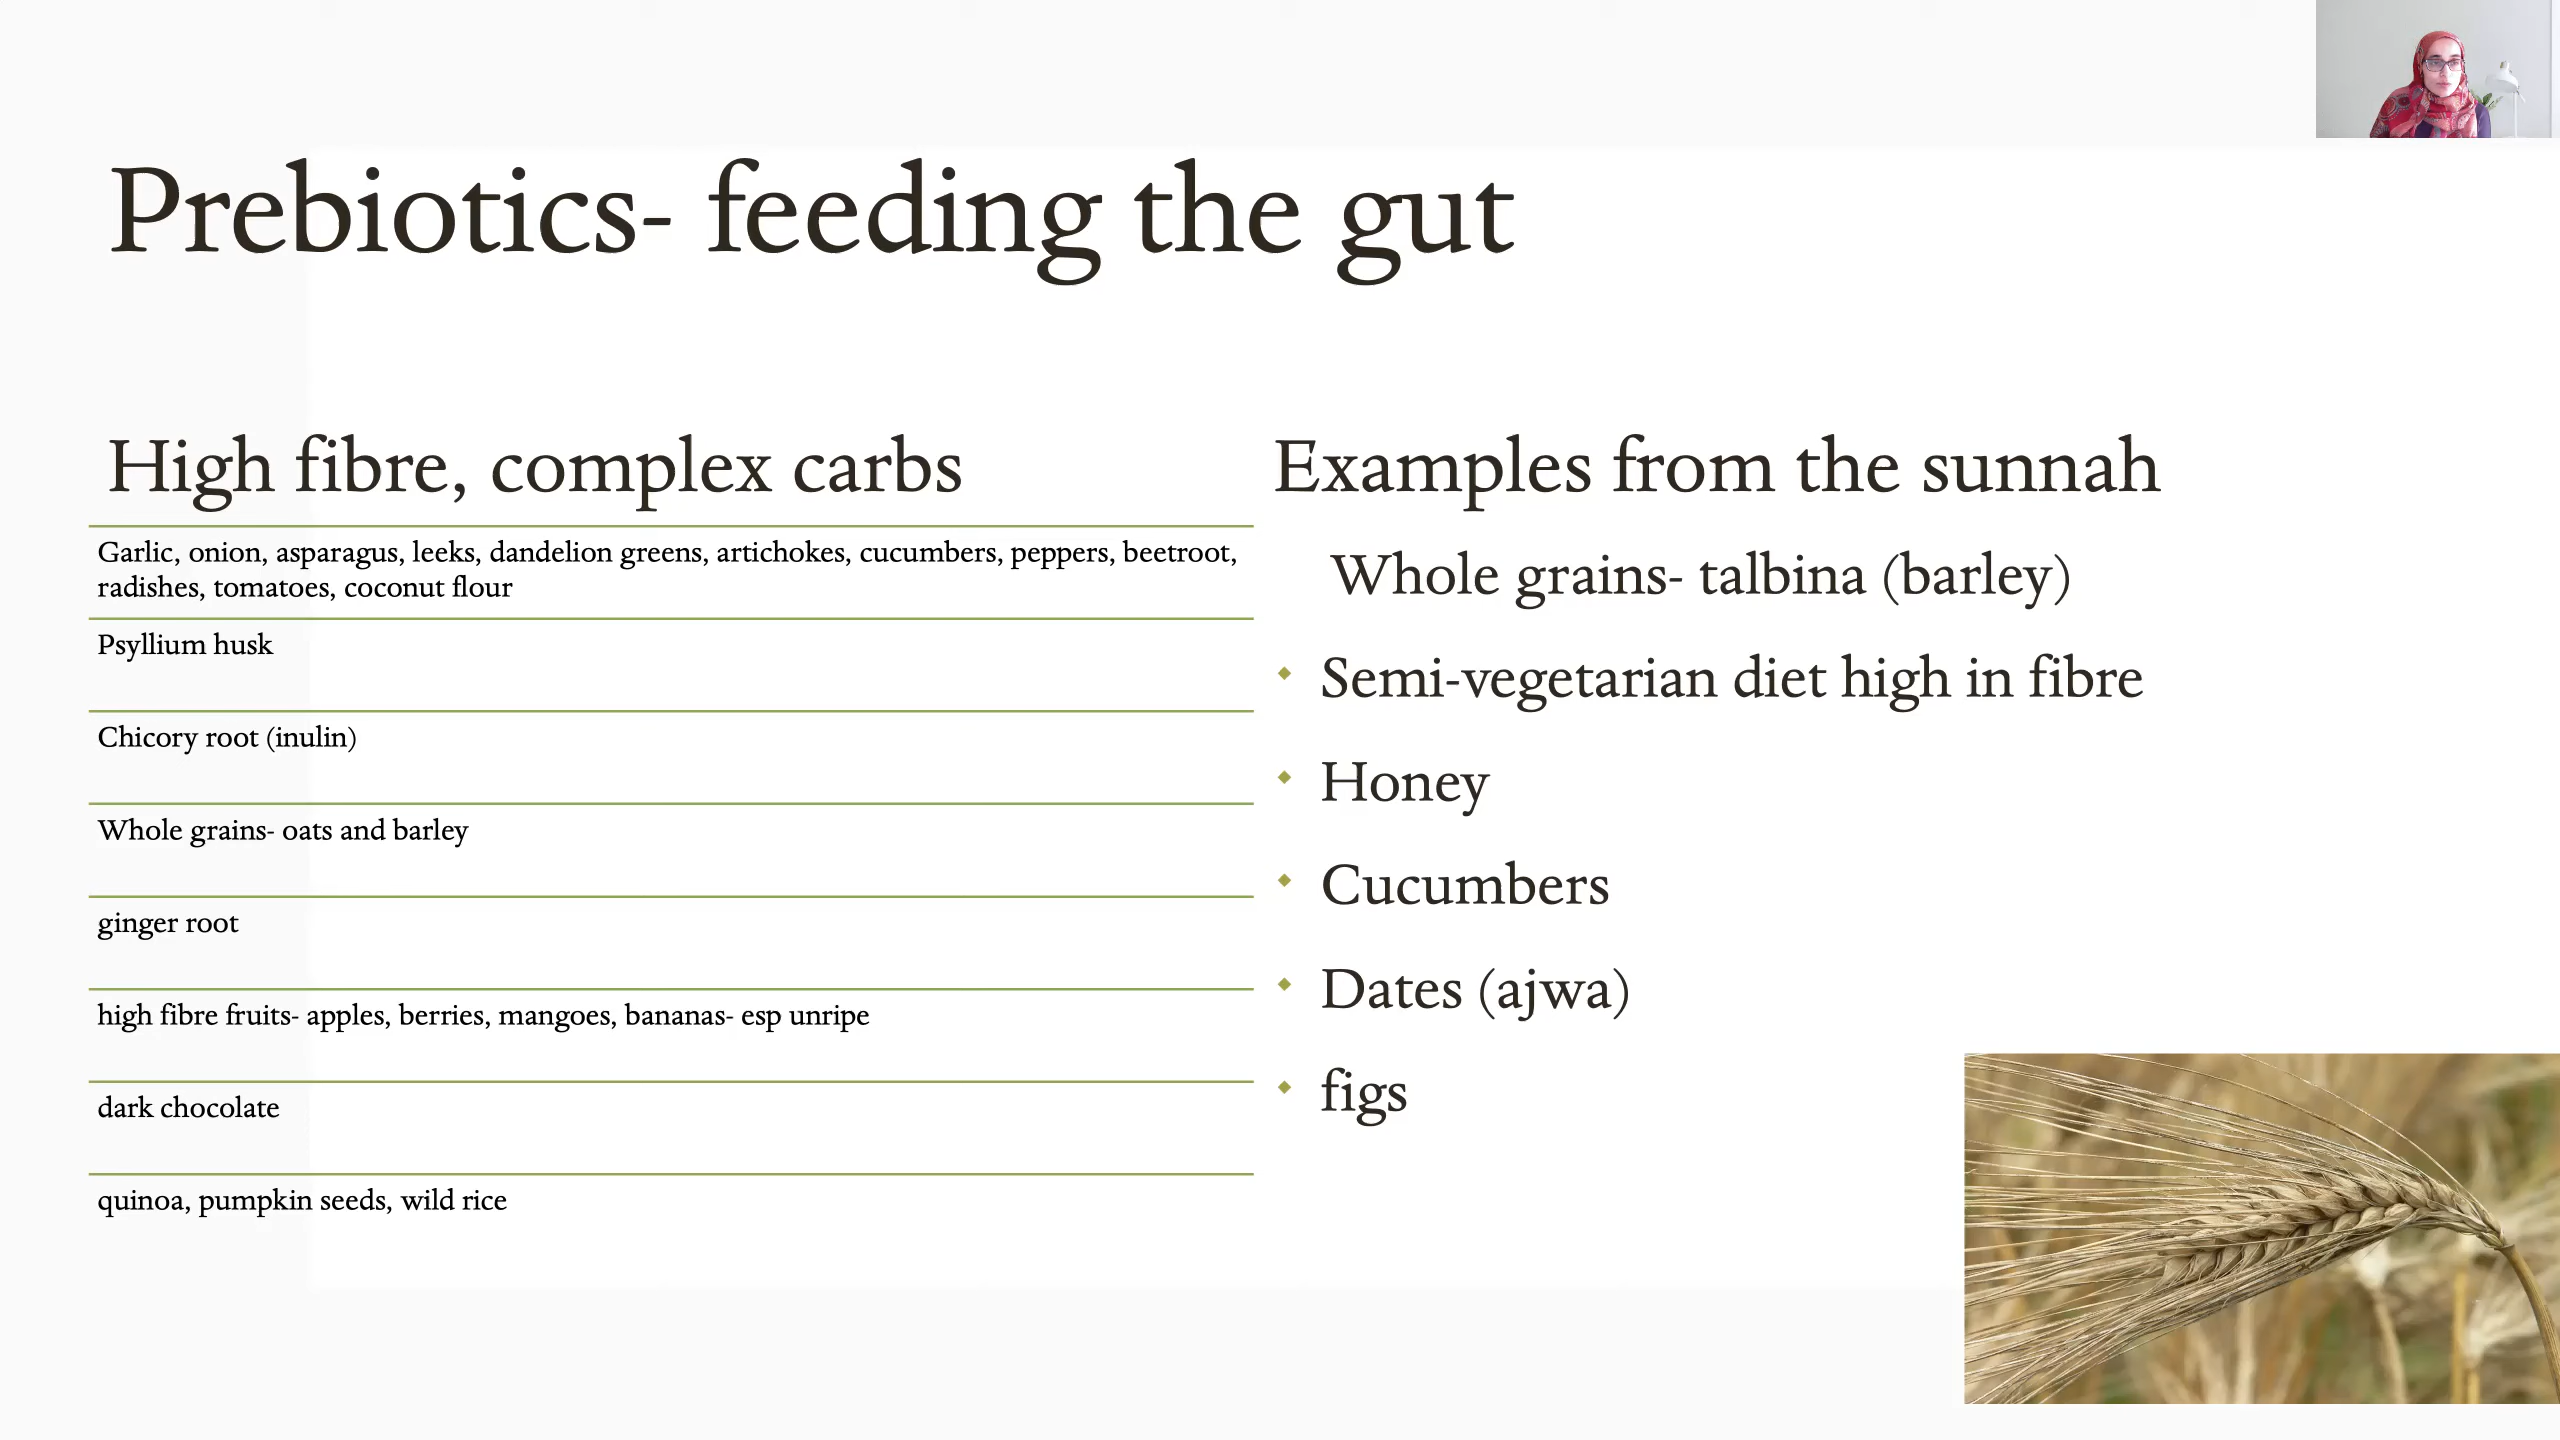 Prebiotics- feeding the gut
High fibre, complex carbs
Garlic, onion, asparagus, leeks, dandelion greens, artichokes, cucumbers, peppers, beetroot,
radishes, tomatoes, coconut flour
Psyllium husk
Chicory root (inulin)
Whole grains- oats and barley
ginger root
high fibre fruits- apples, berries, mangoes, bananas- esp unripe
dark chocolate
quinoa, pumpkin seeds, wild rice
Examples from the sunnah
Whole grains- talbina (barley)
Semi-vegetarian diet high in fibre
Honey
Cucumbers
Dates (ajwa)
figs